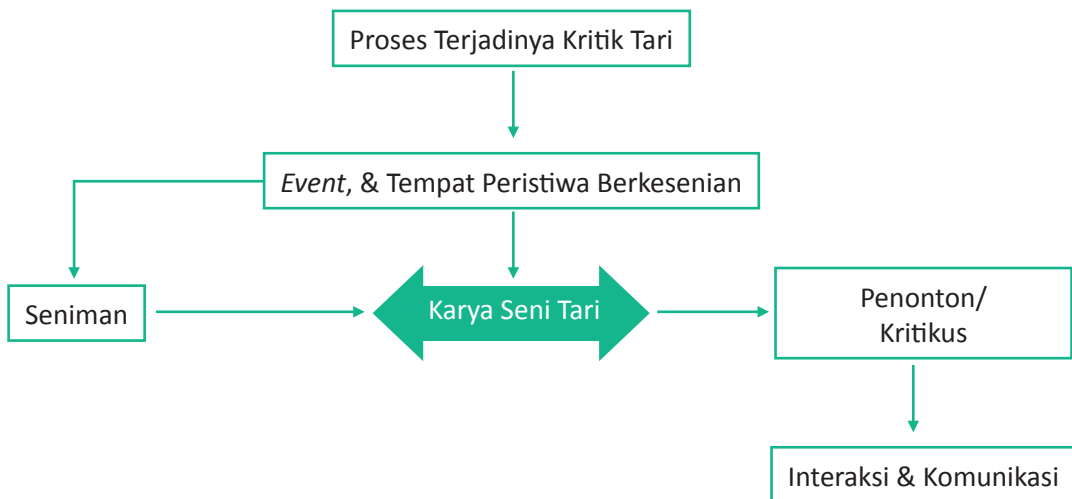 Proses Terjadinya Kritik Tari
Event, & Tempat Peristiwa Berkesenian
Seniman
Karya Seni Tari
Penonton/
Kritikus
Interaksi & Komunikasi